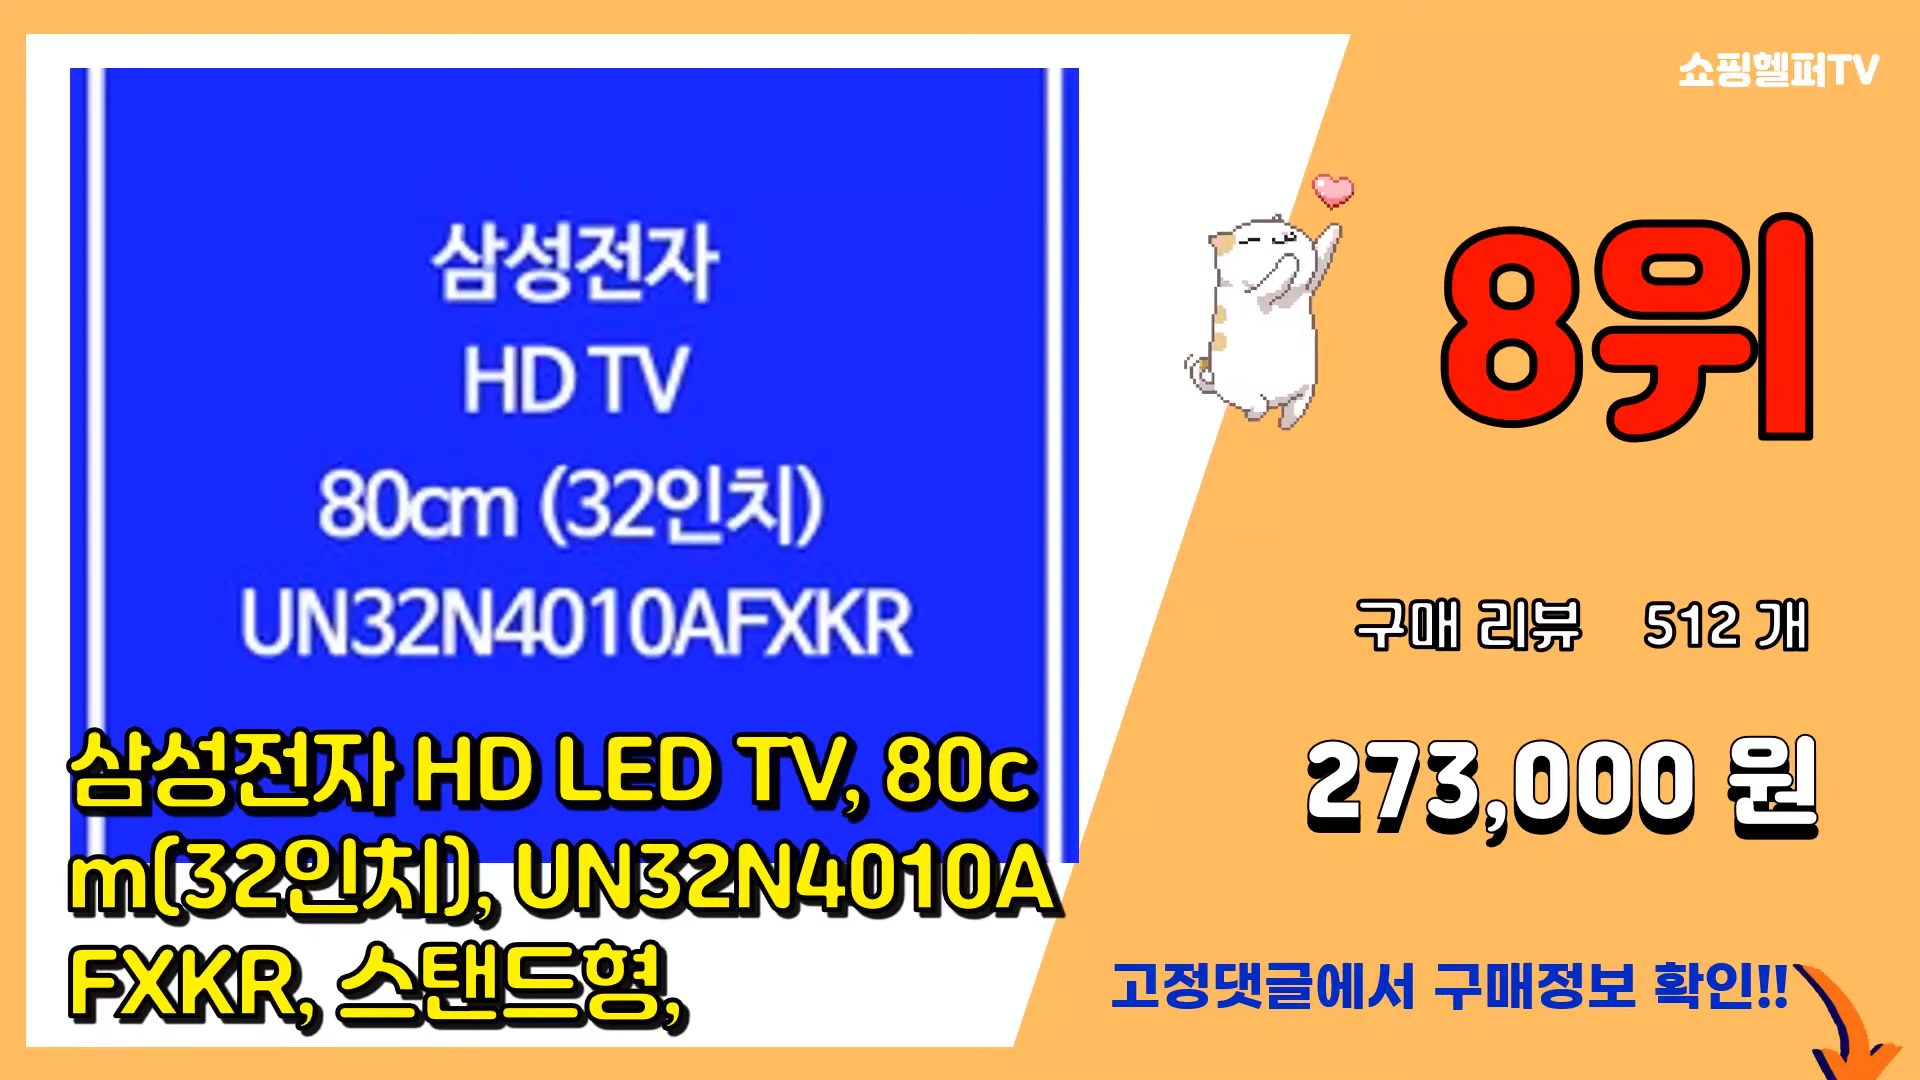 쇼핑헬퍼TV
삼성전자
HD TV
80cm (32인치)
UN32N4010AFXKR
삼성전자 HD LED TV, 80c
m(32인치), UN32N4010A
FXKR, 스탠드형,
8위
구매 리뷰 512 개
273,000 원
고정댓글에서 구매정보 확인!!